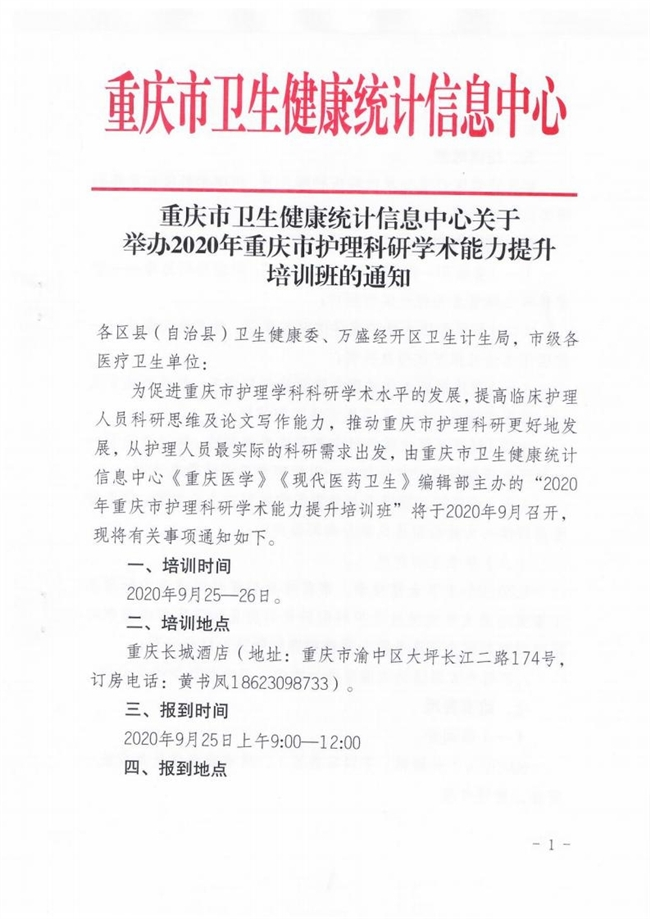 重庆市卫生健康统计信息中心
重庆市卫生健康统计信息中心关于
举办2020年重庆市护理科研学术能力提升
培训班的通知
各区县（自治县）卫生健康委、万盛经开区卫生计生局，市级各
医疗卫生单位：
为促进重庆市护理学科科研学术水平的发展，提高临床护理
人员科研思维及论文写作能力，推动重庆市护理科研更好地发
展，从护理人员最实际的科研需求出发，由重庆市卫生健康统计
信息中心《重庆医学》《现代医药卫生》编辑部主办的“2020
年重庆市护理科研学术能力提升培训班”将于2020年9月召开，
现将有关事项通知如下。
一、培训时间
2020年9月25—26日。
二、培训地点
重庆长城酒店（地址：重庆市渝中区大坪长江二路174号，
订房电话：黄书凤18623098733）。
三、报到时间
2020年9月25日上午9:00—12:00
四、报到地点
- 1 -